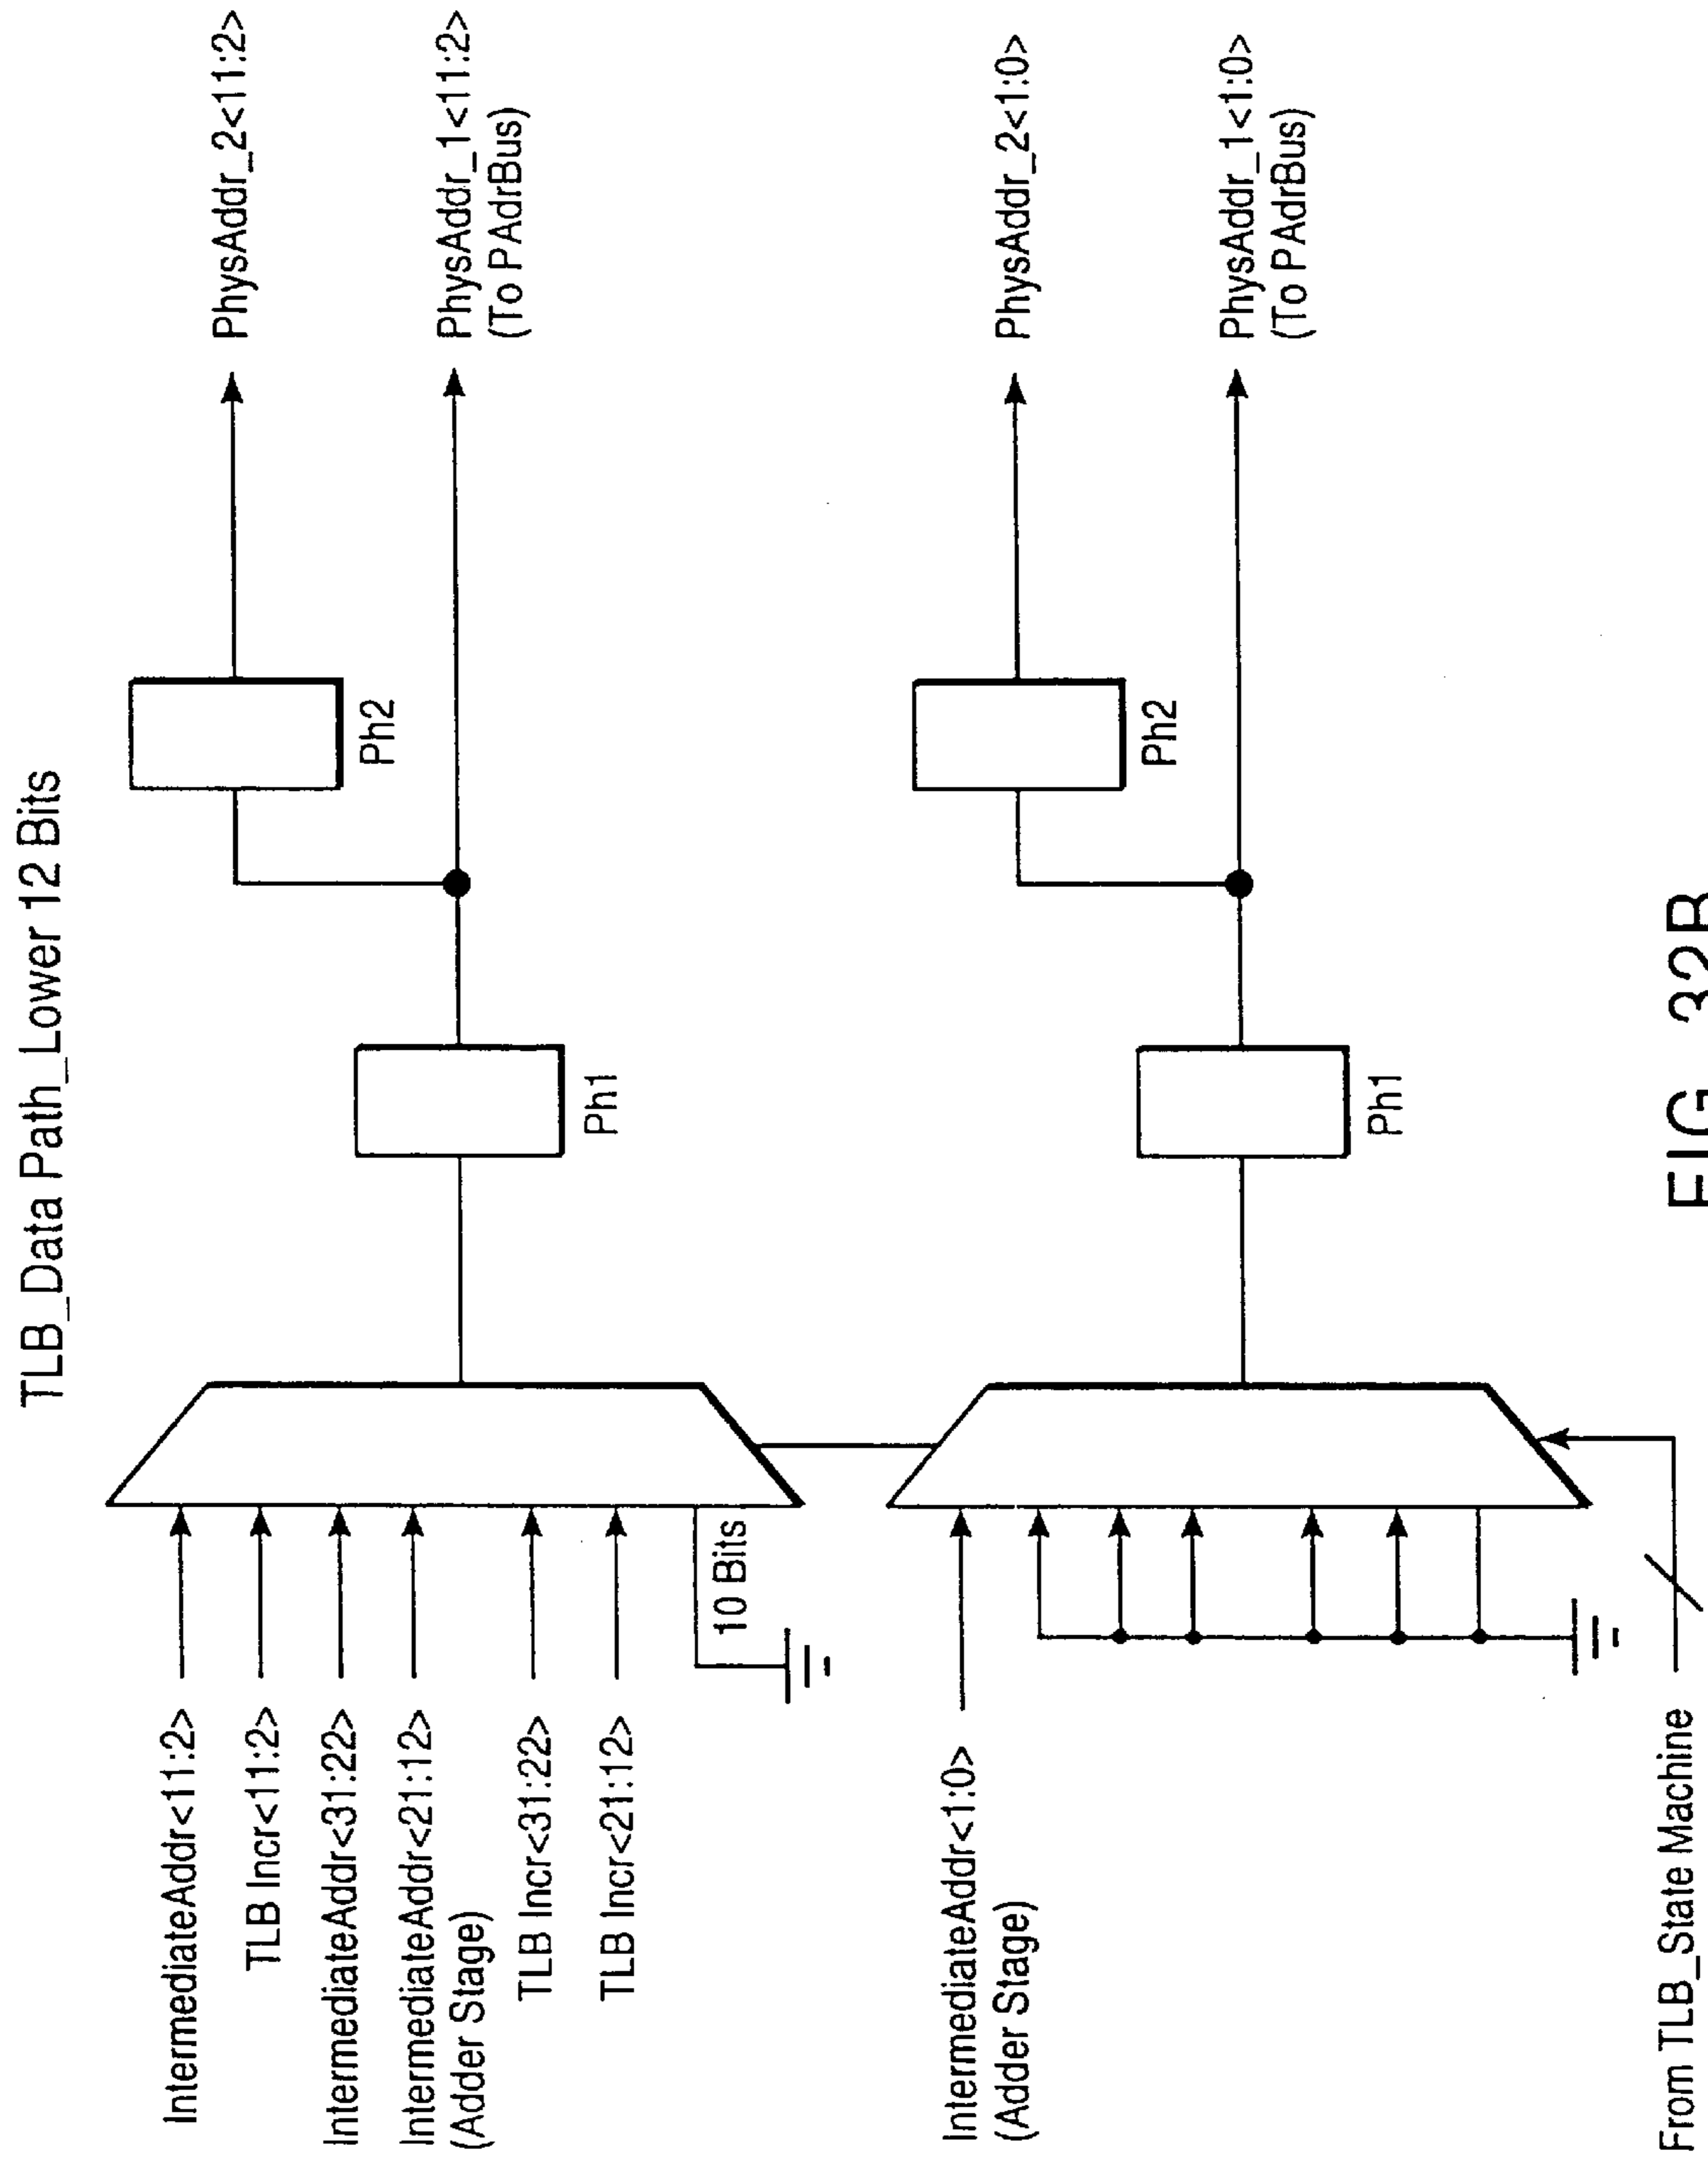 TLB_Data Path_Lower 12 Bits
IntermediateAddr<11:2>
TLB Incr<11:2>
IntermediateAddr<31:22>
IntermediateAddr<21:12>
(Adder Stage)
TLB Incr<31:22>
TLB Incr<21:12>
10 Bits
Ph1
Ph2
PhysAddr_2<11:2>
PhysAddr_1<11:2>
(To PAdrBus)
IntermediateAddr<1:0>
(Adder Stage)
Ph1
Ph2
PhysAddr_2<1:0>
PhysAddr_1<1:0>
(To PAdrBus)
From TLB_State Machine
FIG_32B